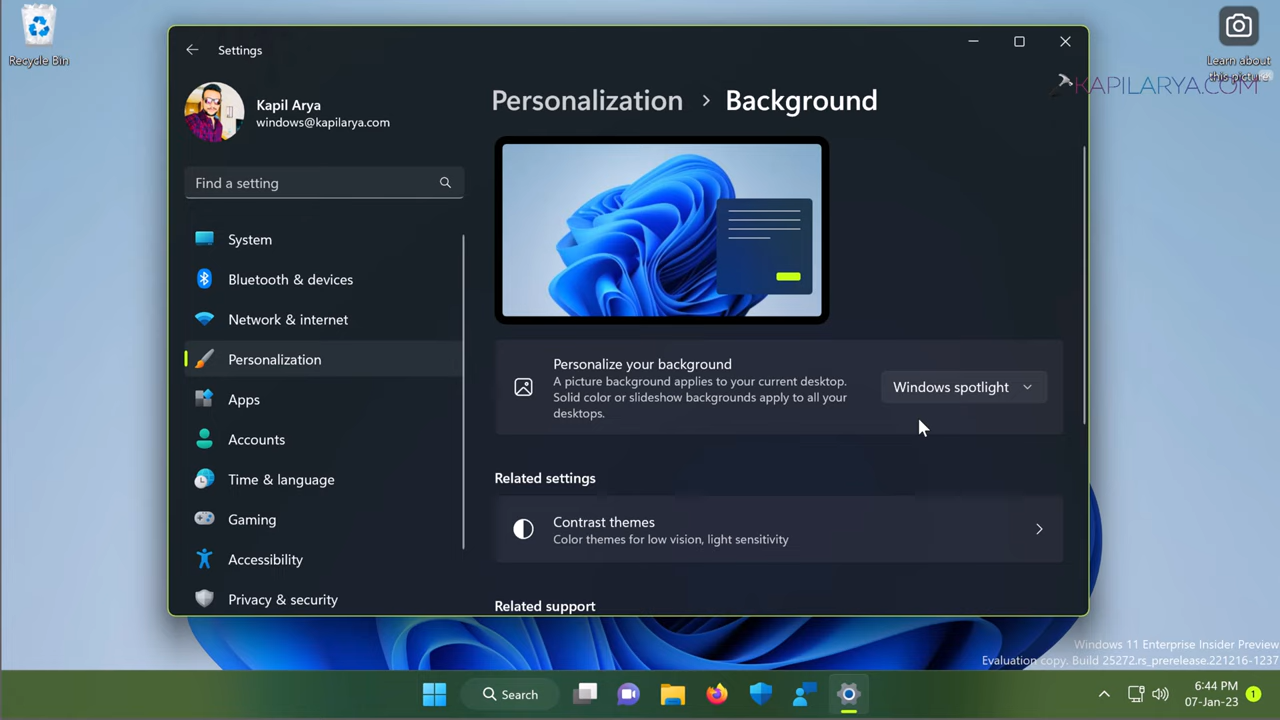 Recycle Bin
Learn about
this picture
KAPILARYA.COM
Settings
Kapil Arya
windows@kapilarya.com
Find a setting
System
Bluetooth & devices
Network & internet
Personalization
Apps
Accounts
Time & language
Gaming
Accessibility
Privacy & security
Personalization > Background
Personalize your background
A picture background applies to your current desktop.
Solid color or slideshow backgrounds apply to all your
desktops.
Windows spotlight
Related settings
Contrast themes
Color themes for low vision, light sensitivity
Related support
Windows 11 Enterprise Insider Preview
Evaluation copy. Build 25272.rs_prerelease.221216-1237
Search
6:44 PM
07-Jan-23
1